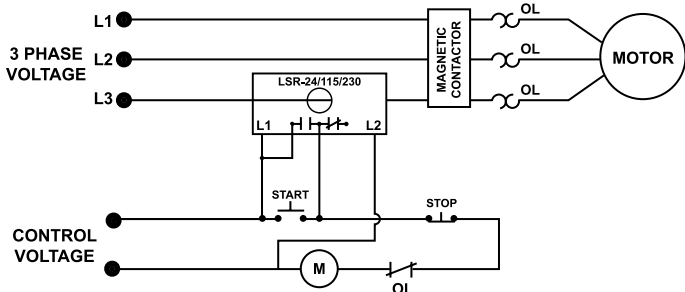 L1
OL
3 PHASE
VOLTAGE
L2
MAGNETIC
CONTACTOR
OL
MOTOR
LSR-24/115/230
L3
OL
L1
L2
START
STOP
CONTROL
VOLTAGE
M
OL